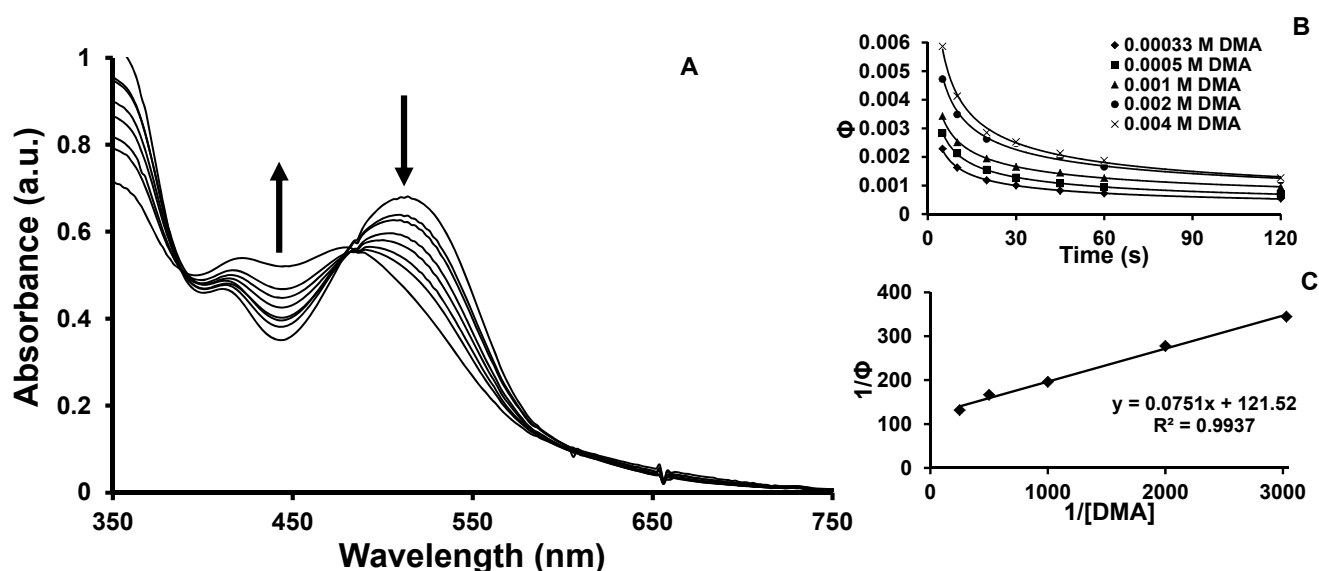 A
Absorbance (a.u.)
1
0.8
0.6
0.4
0.2
0
350
450
550
650
750
Wavelength (nm)
B
Φ
0.006
0.005
0.004
0.003
0.002
0.001
0
0.00033 M DMA
0.0005 M DMA
0.001 M DMA
0.002 M DMA
0.004 M DMA
0
30
60
90
120
Time (s)
C
1/Φ
400
300
200
100
0
y = 0.0751x + 121.52
R² = 0.9937
0
1000
2000
3000
1/[DMA]